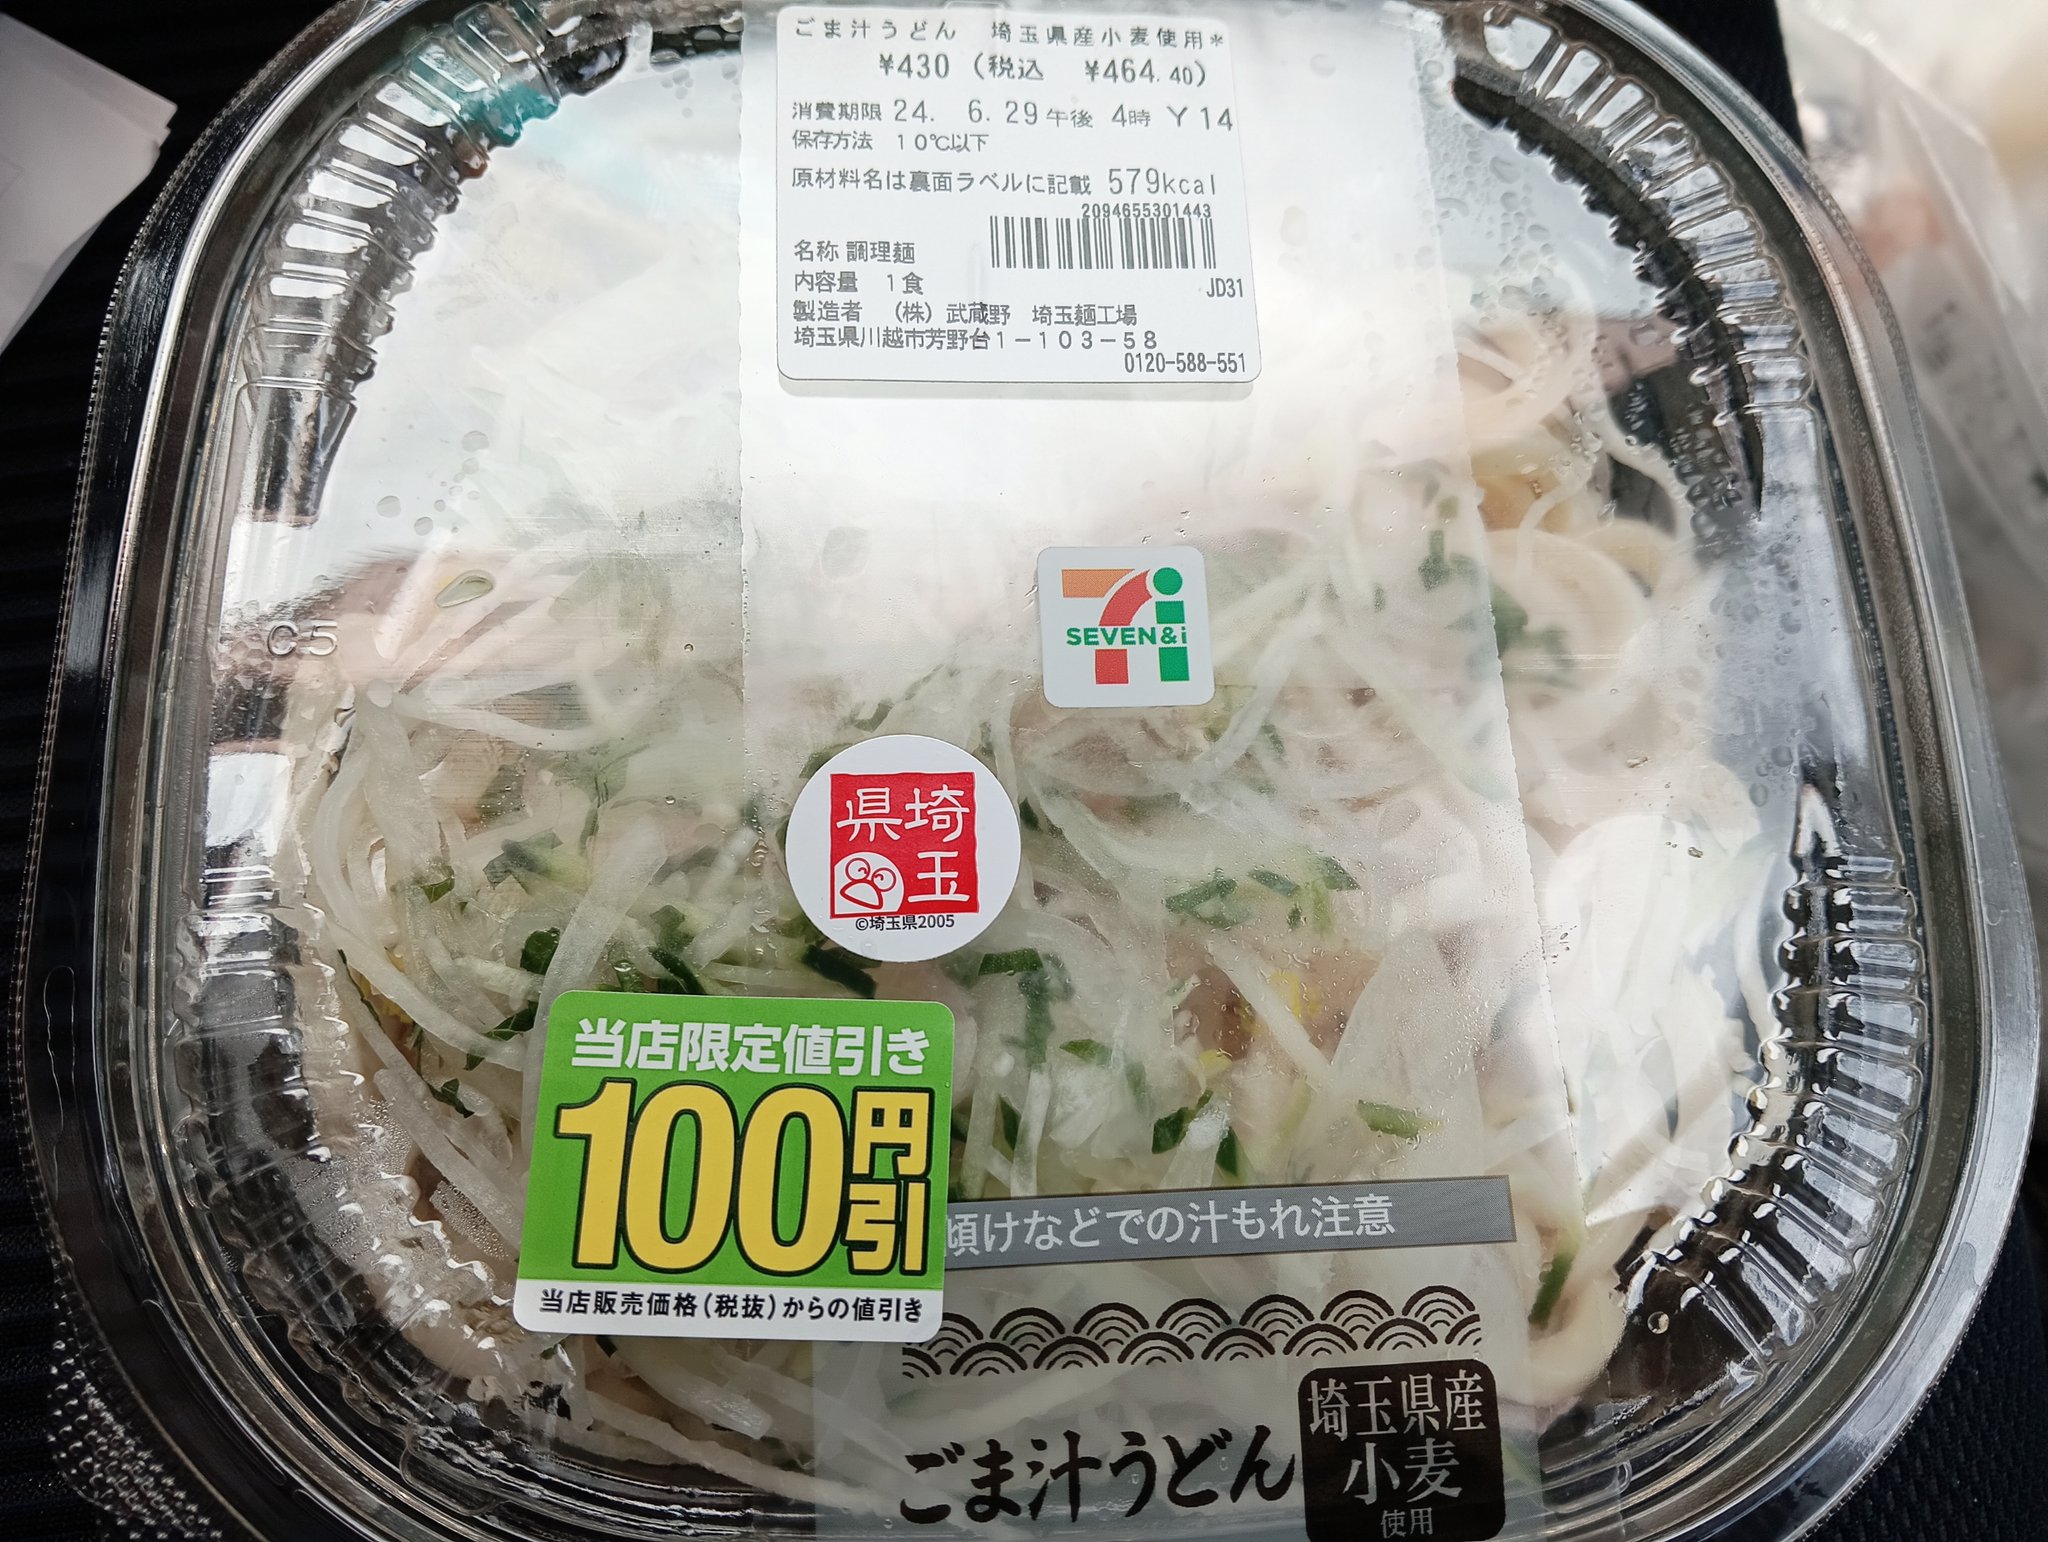 ごま汁うどん 埼玉県産小麦使用*
¥430 (税込 ¥464.40)
消費期限 24. 6.29午後 4時 Y 14
保存方法 10℃以下
原材料名は裏面ラベルに記載 579kcal
2094655301443
名称 調理麺
内容量 1食
JD31
製造者 (株)武蔵野 埼玉麺工場
埼玉県川越市芳野台1-103-58
0120-588-551
SEVEN&i
C5
埼玉県
©埼玉県2005
当店限定値引き
100円引
当店販売価格(税抜)からの値引き
傾けなどでの汁もれ注意
ごま汁うどん
埼玉県産
小麦
使用